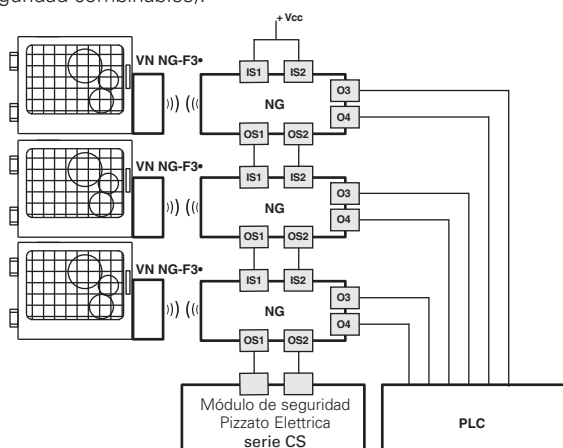 guridad combinables).
+ Vcc
VN NG-F3•
IS1
IS2
O3
NG
O4
OS1
OS2
VN NG-F3•
IS1
IS2
O3
NG
O4
OS1
OS2
VN NG-F3•
IS1
IS2
O3
NG
O4
OS1
OS2
Módulo de seguridad
Pizzato Elettrica
serie CS
PLC